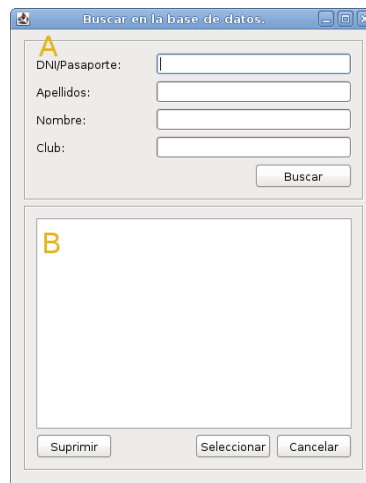 Buscar en la base de datos.
A
DNI/Pasaporte:
Apellidos:
Nombre:
Club:
Buscar
B
Suprimir Seleccionar Cancelar